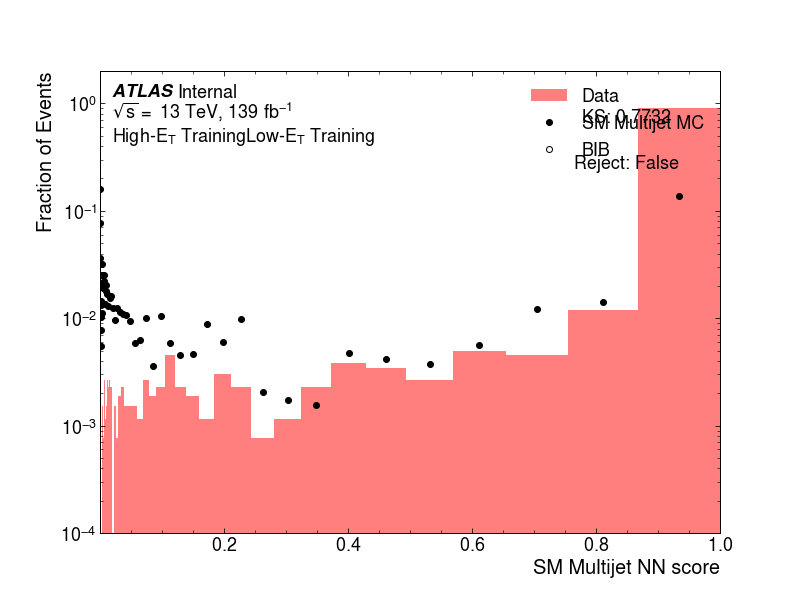 ATLAS Internal
√s = 13 TeV, 139 fb⁻¹
High-E_T TrainingLow-E_T Training
Data
KS: 0.7732
SM Multijet MC
BIB
Reject: False
Fraction of Events
10⁰
10⁻¹
10⁻²
10⁻³
10⁻⁴
0.2 0.4 0.6 0.8 1.0
SM Multijet NN score